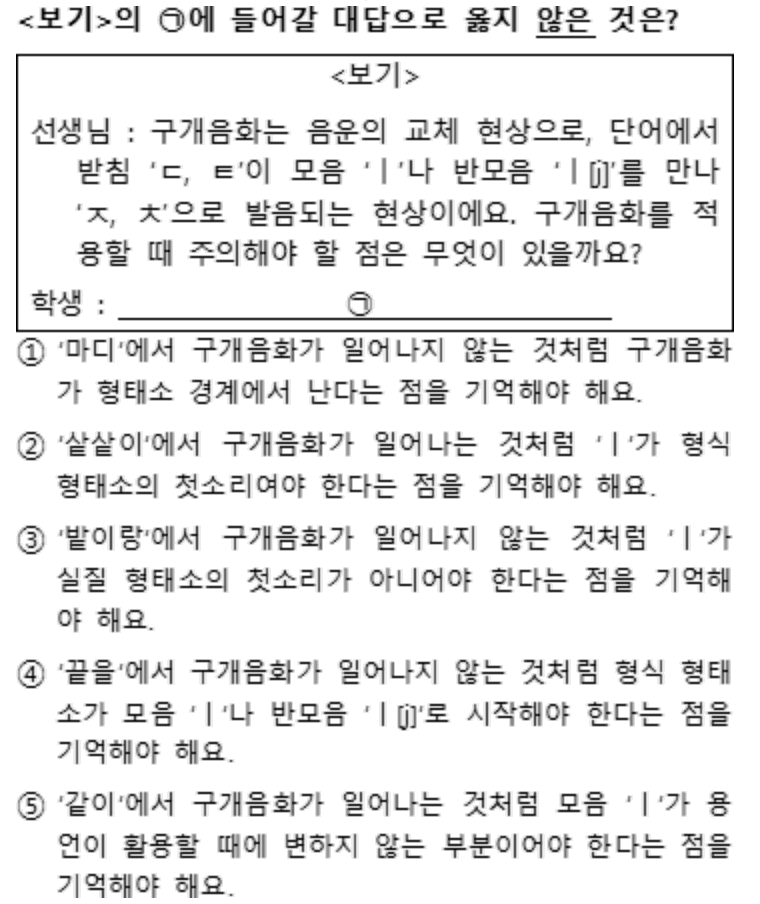 <보기>의 ㉠에 들어갈 대답으로 옳지 않은 것은?
<보기>
선생님 : 구개음화는 음운의 교체 현상으로, 단어에서
받침 'ㄷ, ㅌ'이 모음 'ㅣ'나 반모음 'ㅣ[j]'를 만나
'ㅈ, ㅊ'으로 발음되는 현상이에요. 구개음화를 적
용할 때 주의해야 할 점은 무엇이 있을까요?
학생 : ㉠
① '마디'에서 구개음화가 일어나지 않는 것처럼 구개음화
가 형태소 경계에서 난다는 점을 기억해야 해요.
② '샅샅이'에서 구개음화가 일어나는 것처럼 'ㅣ'가 형식
형태소의 첫소리여야 한다는 점을 기억해야 해요.
③ '밭이랑'에서 구개음화가 일어나지 않는 것처럼 'ㅣ'가
실질 형태소의 첫소리가 아니어야 한다는 점을 기억해
야 해요.
④ '끝을'에서 구개음화가 일어나지 않는 것처럼 형식 형태
소가 모음 'ㅣ'나 반모음 'ㅣ[j]'로 시작해야 한다는 점을
기억해야 해요.
⑤ '같이'에서 구개음화가 일어나는 것처럼 모음 'ㅣ'가 용
언이 활용할 때에 변하지 않는 부분이어야 한다는 점을
기억해야 해요.